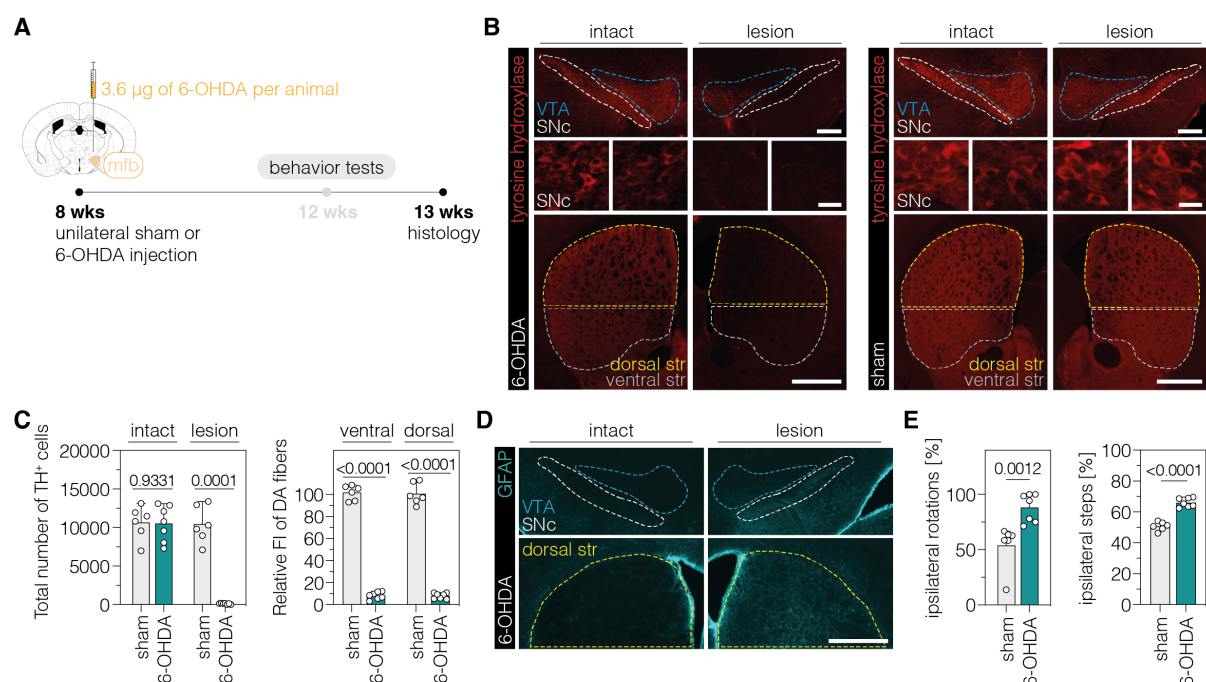 A
3.6 µg of 6-OHDA per animal
mfb
behavior tests
8 wks
12 wks
13 wks
unilateral sham or
6-OHDA injection
histology
B
intact
lesion
tyrosine hydroxylase
6-OHDA
VTA
SNc
SNc
dorsal str
ventral str
intact
lesion
tyrosine hydroxylase
sham
VTA
SNc
SNc
dorsal str
ventral str
C
intact
lesion
Total number of TH⁺ cells
20000
15000
10000
5000
0
0.9331
0.0001
sham
6-OHDA
sham
6-OHDA
ventral
dorsal
Relative FI of DA fibers
100
80
60
40
20
0
<0.0001
<0.0001
sham
6-OHDA
sham
6-OHDA
D
intact
lesion
GFAP
6-OHDA
VTA
SNc
dorsal str
E
ipsilateral rotations [%]
100
50
0
0.0012
sham
6-OHDA
ipsilateral steps [%]
100
80
60
40
20
0
<0.0001
sham
6-OHDA